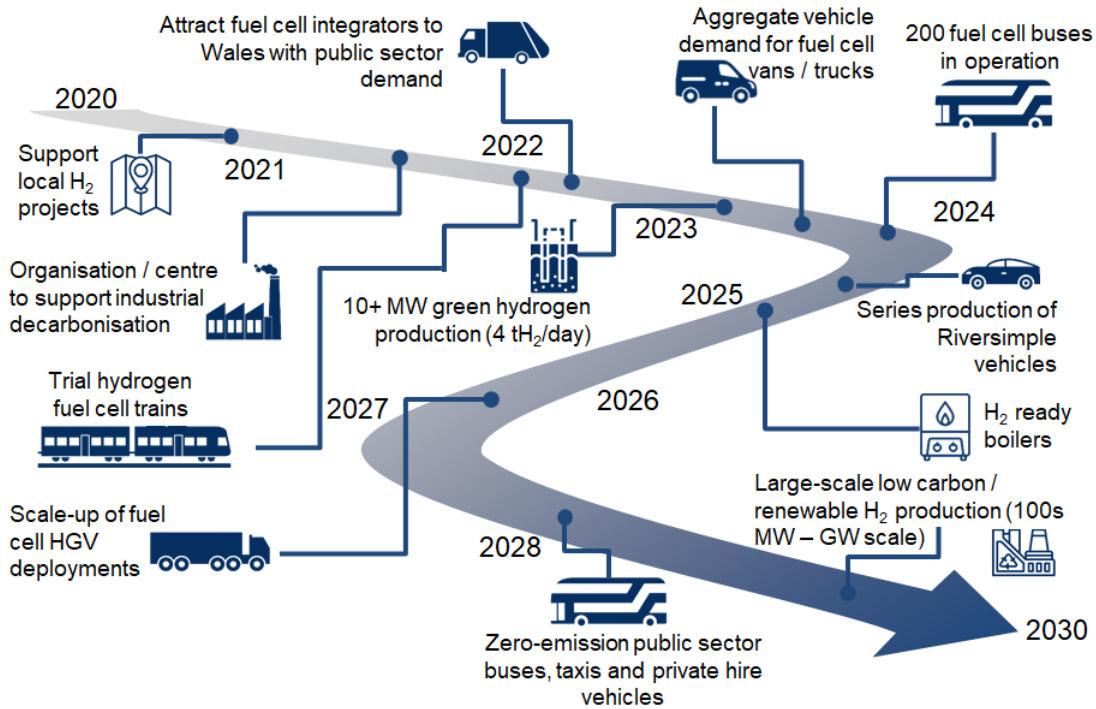 Attract fuel cell integrators to
Wales with public sector
demand
Aggregate vehicle
demand for fuel cell
vans / trucks
200 fuel cell buses
in operation
2020
2021
2022
2023
2024
Support
local H₂
projects
Organisation / centre
to support industrial
decarbonisation
10+ MW green hydrogen
production (4 tH₂/day)
2025
Series production of
Riversimple
vehicles
Trial hydrogen
fuel cell trains
2027
2026
H₂ ready
boilers
Scale-up of fuel
cell HGV
deployments
2028
Large-scale low carbon /
renewable H₂ production (100s
MW – GW scale)
Zero-emission public sector
buses, taxis and private hire
vehicles
2030